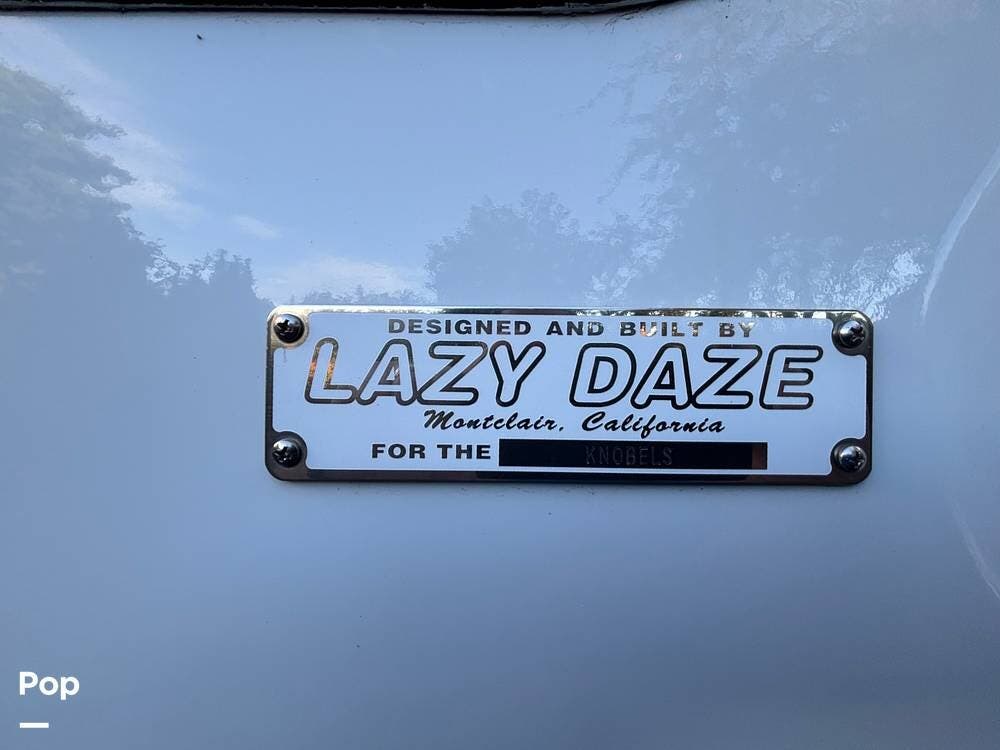 DESIGNED AND BUILT BY
LAZY DAZE
Montclair, California
FOR THE KNOBELS
Pop